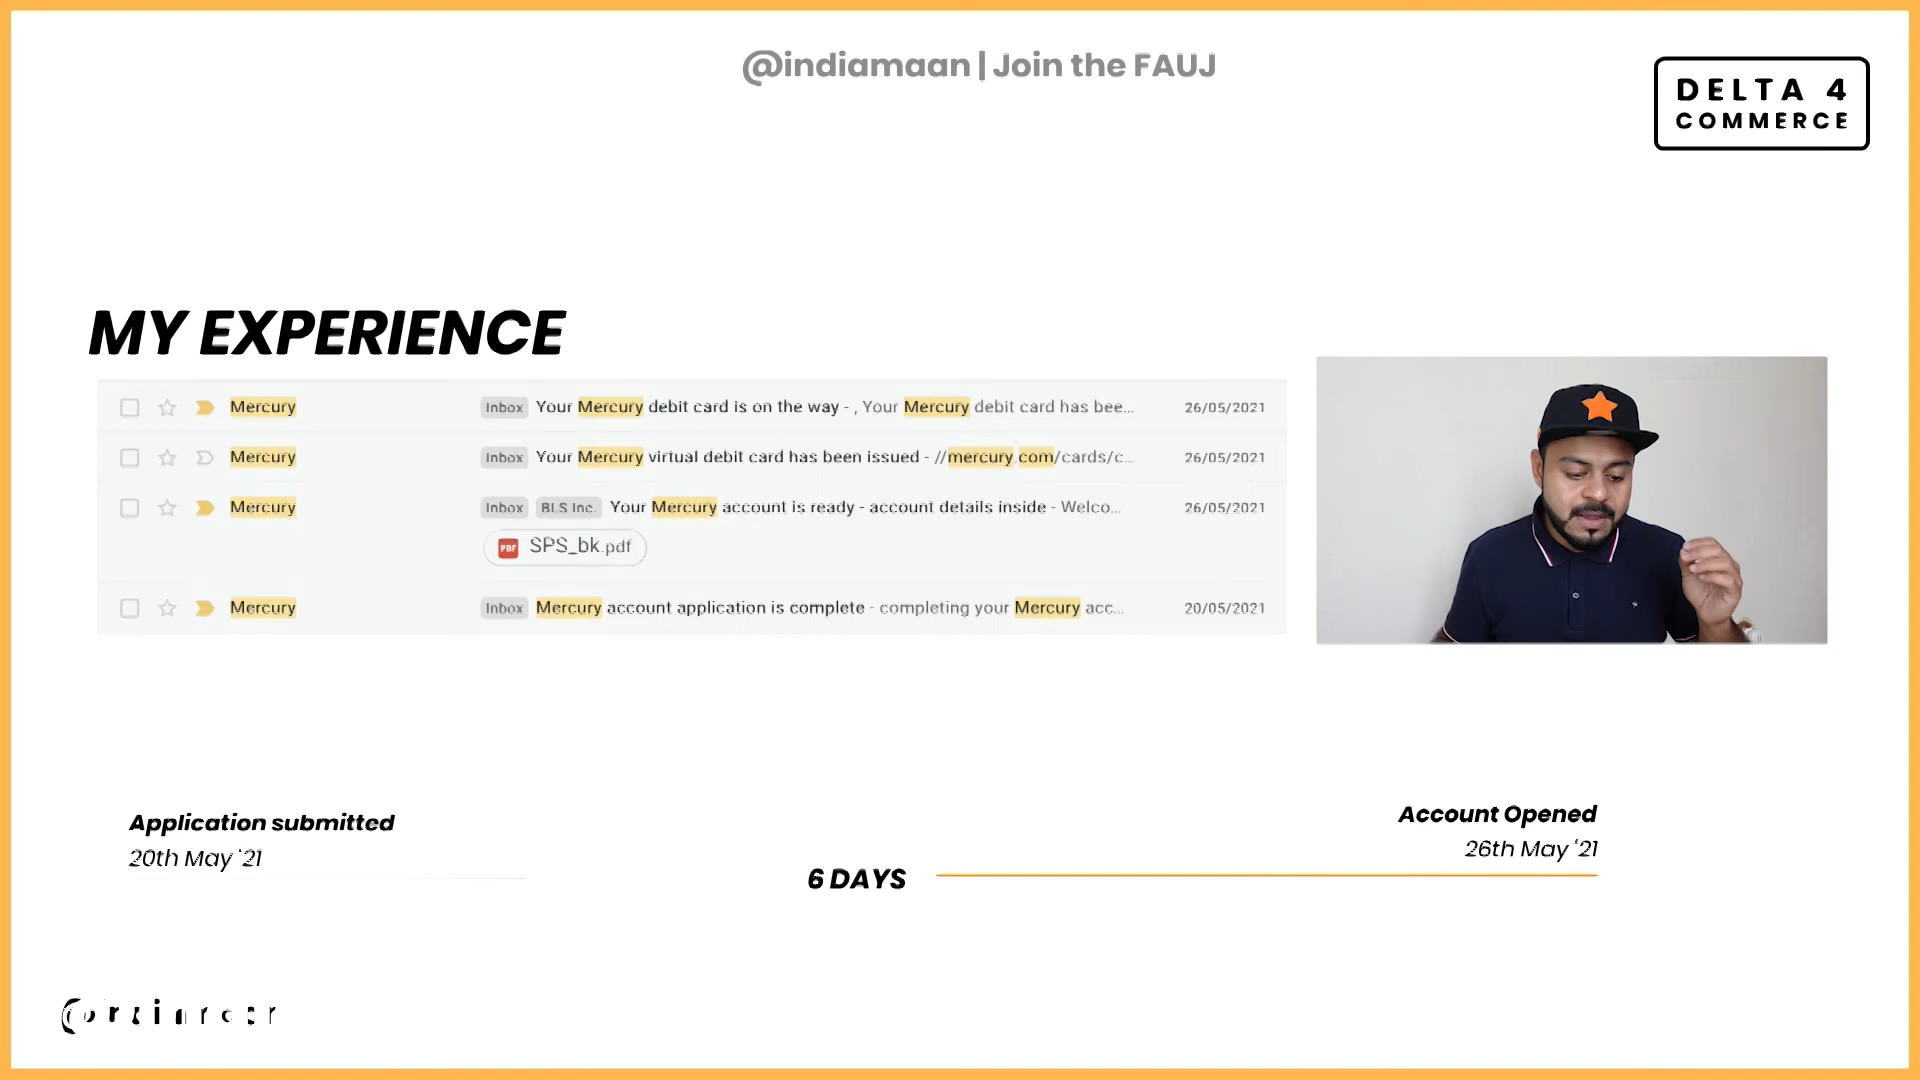 @indiamaan | Join the FAUJ
DELTA 4
COMMERCE
MY EXPERIENCE
Mercury Inbox Your Mercury debit card is on the way - , Your Mercury debit card has bee... 26/05/2021
Mercury Inbox Your Mercury virtual debit card has been issued - //mercury.com/cards/c... 26/05/2021
Mercury Inbox BLS Inc. Your Mercury account is ready - account details inside - Welco... 26/05/2021
PDF SPS_bk.pdf
Mercury Inbox Mercury account application is complete - completing your Mercury acc... 20/05/2021
Application submitted
20th May '21
Account Opened
26th May '21
6 DAYS